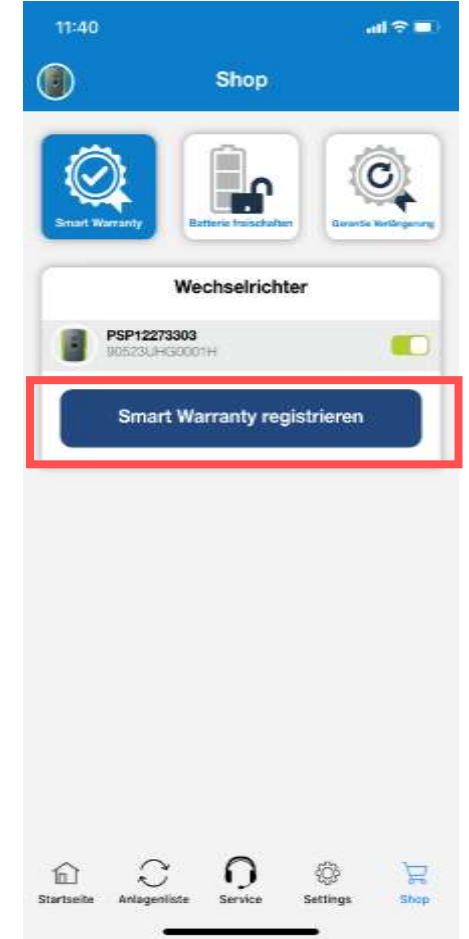 11:40
Shop
Smart Warranty
Batterie freischalten
Garantie Verlängerung
Wechselrichter
PSP12273303
90523UHG0001H
Smart Warranty registrieren
Startseite
Anlagenliste
Service
Settings
Shop